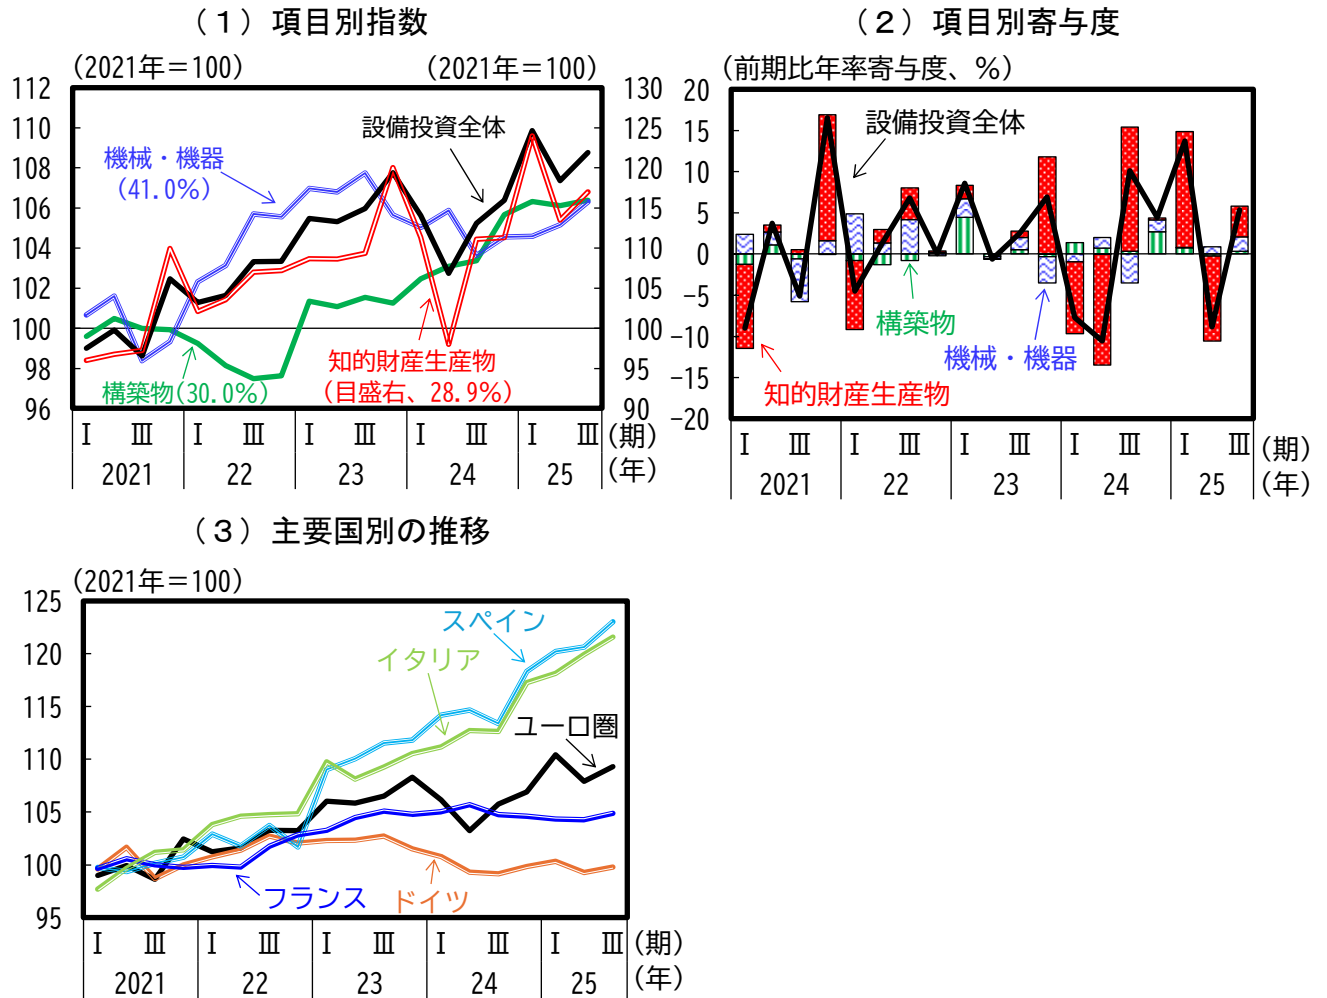 （１）項目別指数
(2021年＝100)
(2021年＝100)
112
110
108
106
104
102
100
98
96
130
125
120
115
110
105
100
95
90
設備投資全体
機械・機器
(41.0%)
構築物(30.0%)
知的財産生産物
(目盛右、28.9%)
Ⅰ Ⅲ Ⅰ Ⅲ Ⅰ Ⅲ Ⅰ Ⅲ Ⅰ Ⅲ (期)
2021 22 23 24 25 (年)
（２）項目別寄与度
(前期比年率寄与度、％)
20
15
10
5
0
−5
−10
−15
−20
設備投資全体
構築物
機械・機器
知的財産生産物
Ⅰ Ⅲ Ⅰ Ⅲ Ⅰ Ⅲ Ⅰ Ⅲ Ⅰ Ⅲ (期)
2021 22 23 24 25 (年)
（３）主要国別の推移
(2021年＝100)
125
120
115
110
105
100
95
スペイン
イタリア
ユーロ圏
フランス
ドイツ
Ⅰ Ⅲ Ⅰ Ⅲ Ⅰ Ⅲ Ⅰ Ⅲ Ⅰ Ⅲ (期)
2021 22 23 24 25 (年)